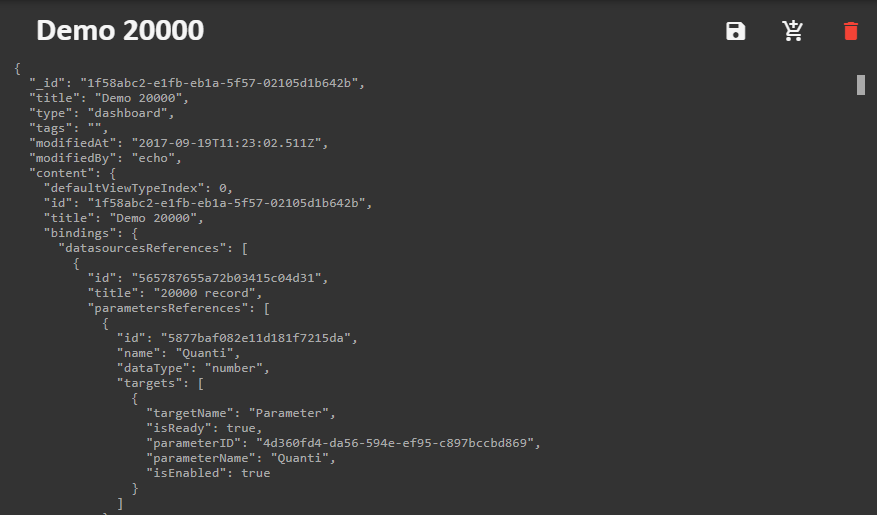 Demo 20000
{
"_id": "1f58abc2-e1fb-eb1a-5f57-02105d1b642b",
"title": "Demo 20000",
"type": "dashboard",
"tags": "",
"modifiedAt": "2017-09-19T11:23:02.511Z",
"modifiedBy": "echo",
"content": {
"defaultViewTypeIndex": 0,
"id": "1f58abc2-e1fb-eb1a-5f57-02105d1b642b",
"title": "Demo 20000",
"bindings": {
"datasourcesReferences": [
{
"id": "565787655a72b03415c04d31",
"title": "20000 record",
"parametersReferences": [
{
"id": "5877baf082e11d181f7215da",
"name": "Quanti",
"dataType": "number",
"targets": [
{
"targetName": "Parameter",
"isReady": true,
"parameterID": "4d360fd4-da56-594e-ef95-c897bccbd869",
"parameterName": "Quanti",
"isEnabled": true
}
]